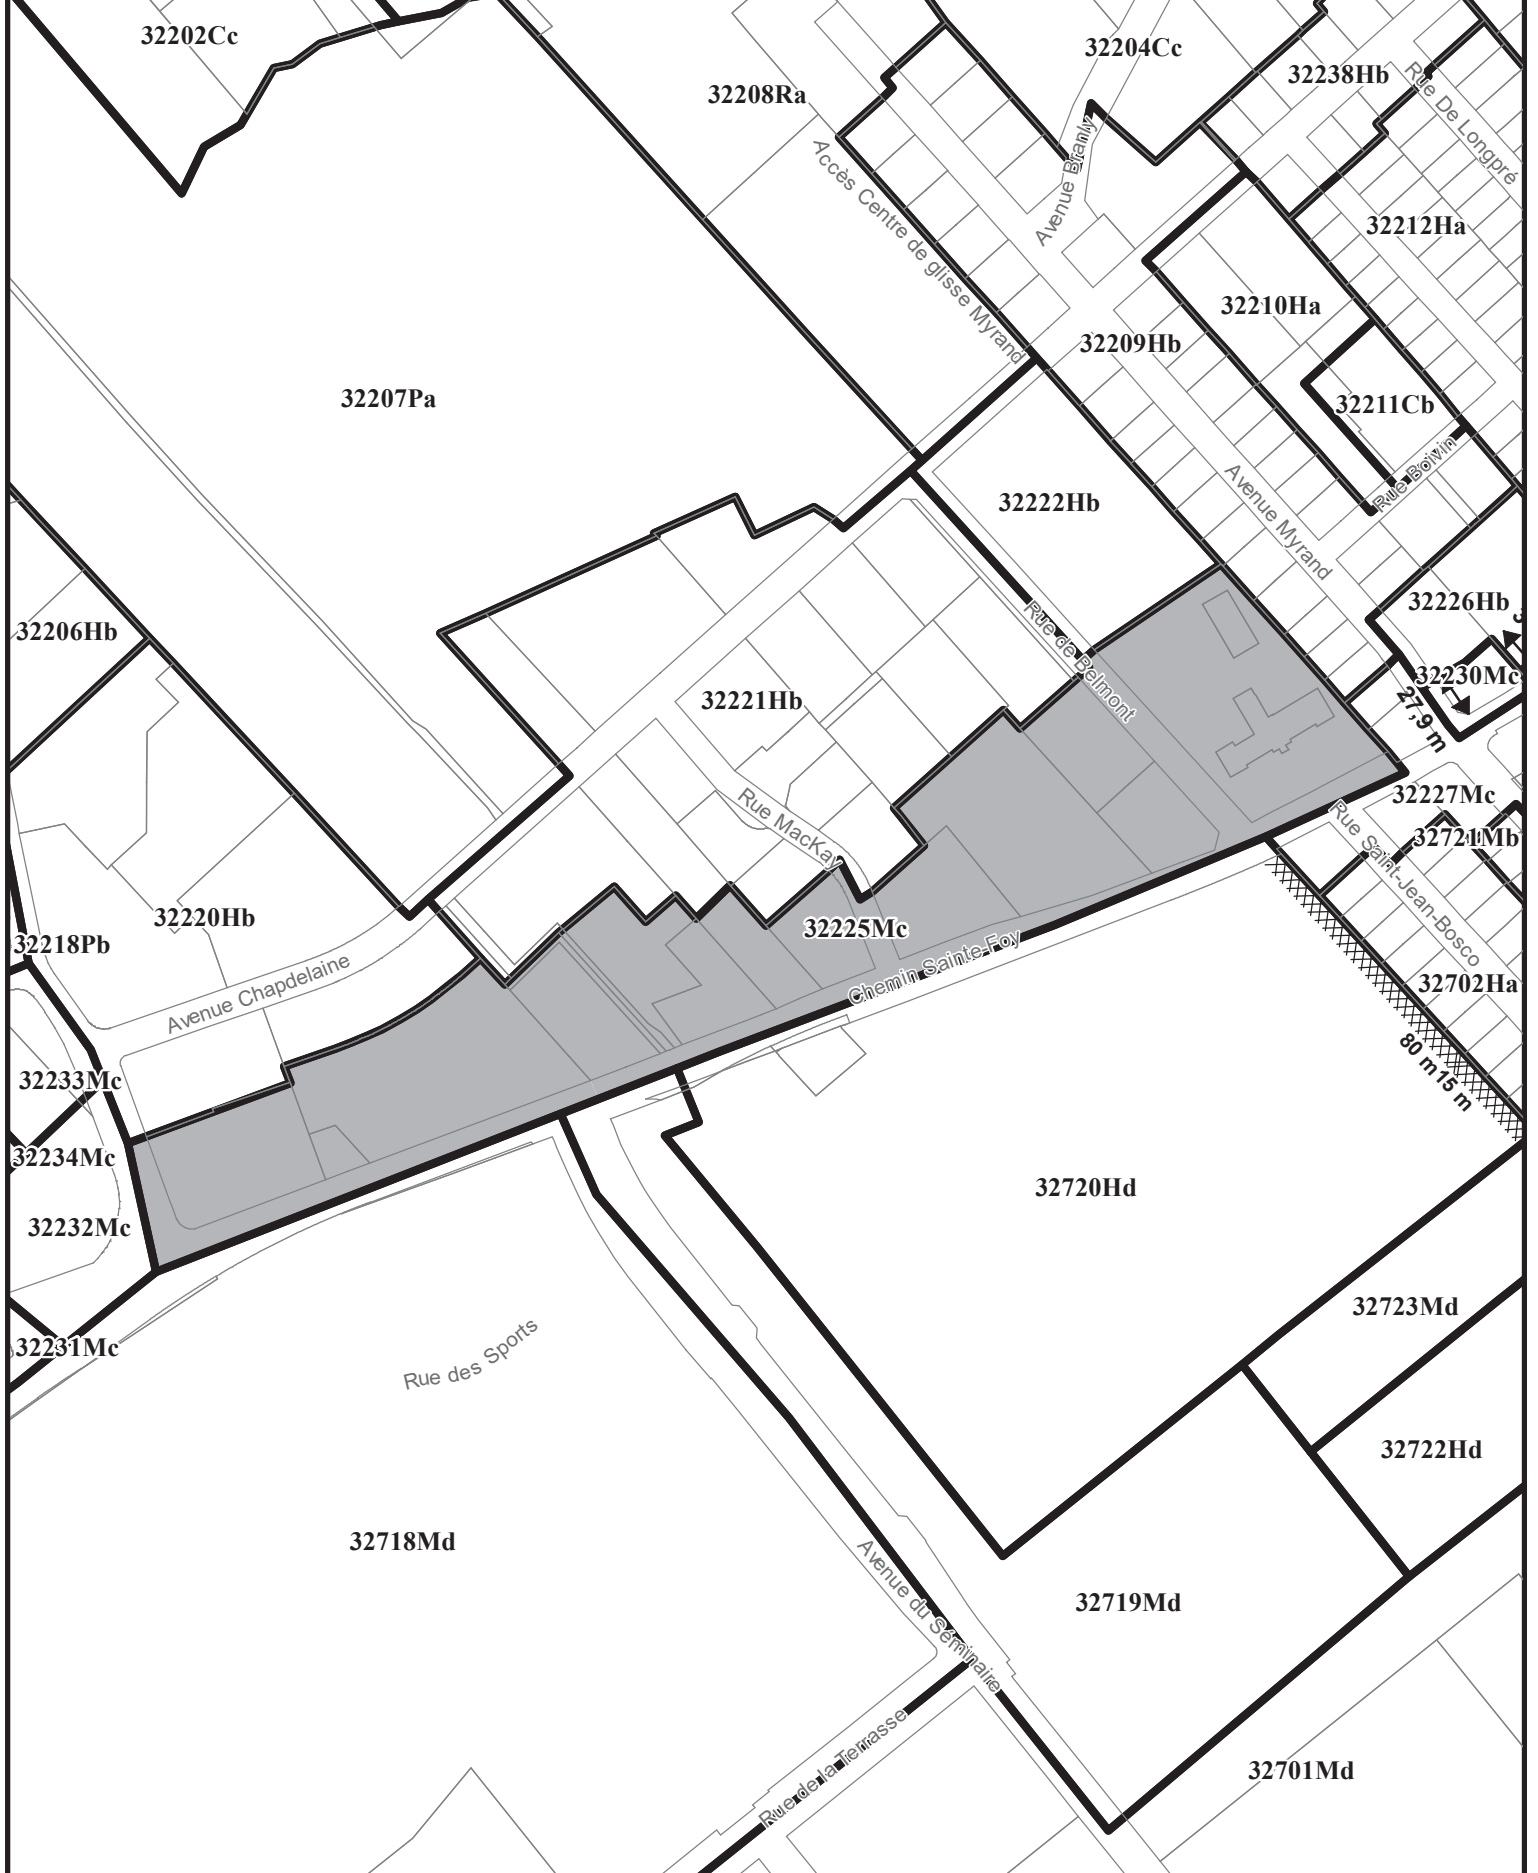 32202Cc
32204Cc
32238Hb
Rue De Longpré
32208Ra
Avenue Branly
Accès Centre de glisse Myrand
32212Ha
32210Ha
32209Hb
32207Pa
32211Cb
Rue Boivin
32222Hb
Avenue Myrand
32226Hb
32206Hb
Rue de Belmont
32230Mc
27,9 m
32221Hb
32227Mc
Rue MacKay
Rue Saint-Jean-Bosco
32721Mb
32220Hb
32225Mc
32218Pb
Chemin Sainte-Foy
Avenue Chapdelaine
32702Ha
80 m
15 m
32233Mc
32234Mc
32720Hd
32232Mc
32723Md
32231Mc
Rue des Sports
32722Hd
32718Md
Avenue du Séminaire
32719Md
Rue de la Terrasse
32701Md